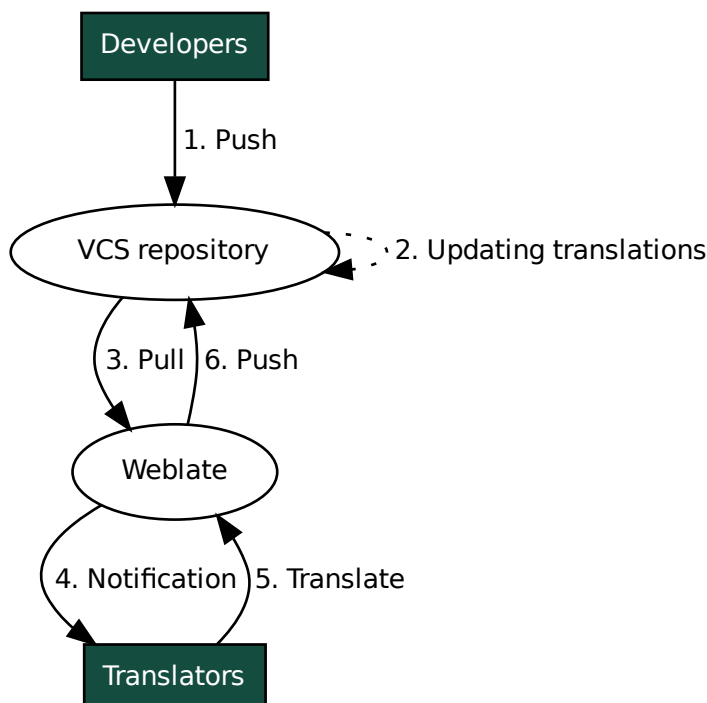 Developers
1. Push
VCS repository
2. Updating translations
3. Pull
6. Push
Weblate
4. Notification
5. Translate
Translators